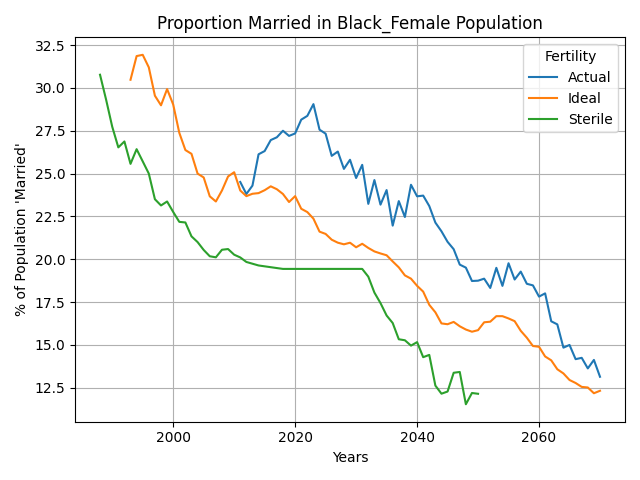 Proportion Married in Black_Female Population
% of Population 'Married'
32.5
30.0
27.5
25.0
22.5
20.0
17.5
15.0
12.5
Fertility
Actual
Ideal
Sterile
2000
2020
2040
2060
Years